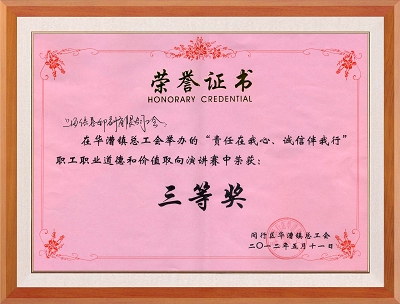 荣誉证书
HONORARY CREDENTIAL
在华漕镇总工会举办的“责任在我心、诚信伴我行”
职工职业道德和价值取向演讲赛中荣获：
三等奖
闵行区华漕镇总工会
二〇一二年五月十一日